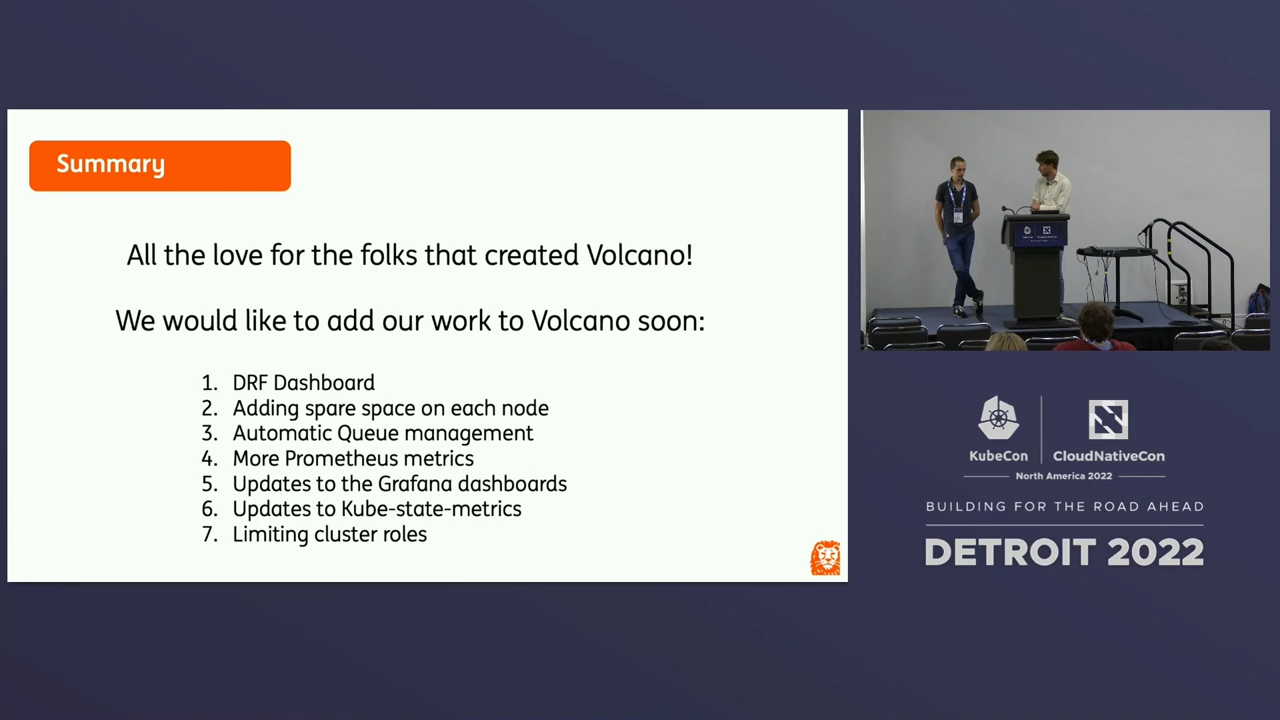 Summary
All the love for the folks that created Volcano!
We would like to add our work to Volcano soon:
1. DRF Dashboard
2. Adding spare space on each node
3. Automatic Queue management
4. More Prometheus metrics
5. Updates to the Grafana dashboards
6. Updates to Kube-state-metrics
7. Limiting cluster roles
KubeCon
CloudNativeCon
North America 2022
BUILDING FOR THE ROAD AHEAD
DETROIT 2022